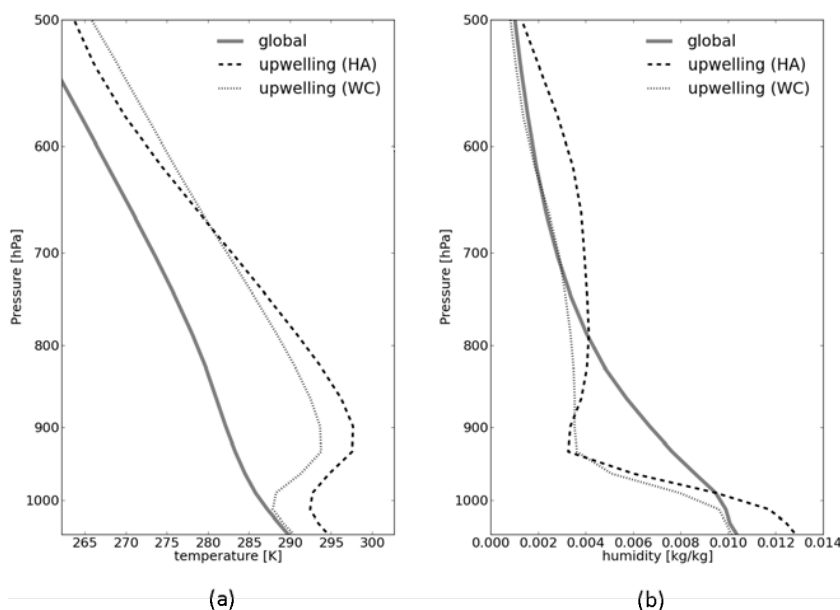 500
600
700
800
900
1000
Pressure [hPa]
global
upwelling (HA)
upwelling (WC)
265 270 275 280 285 290 295 300
temperature [K]
(a)
500
600
700
800
900
1000
Pressure [hPa]
global
upwelling (HA)
upwelling (WC)
0.000 0.002 0.004 0.006 0.008 0.010 0.012 0.014
humidity [kg/kg]
(b)